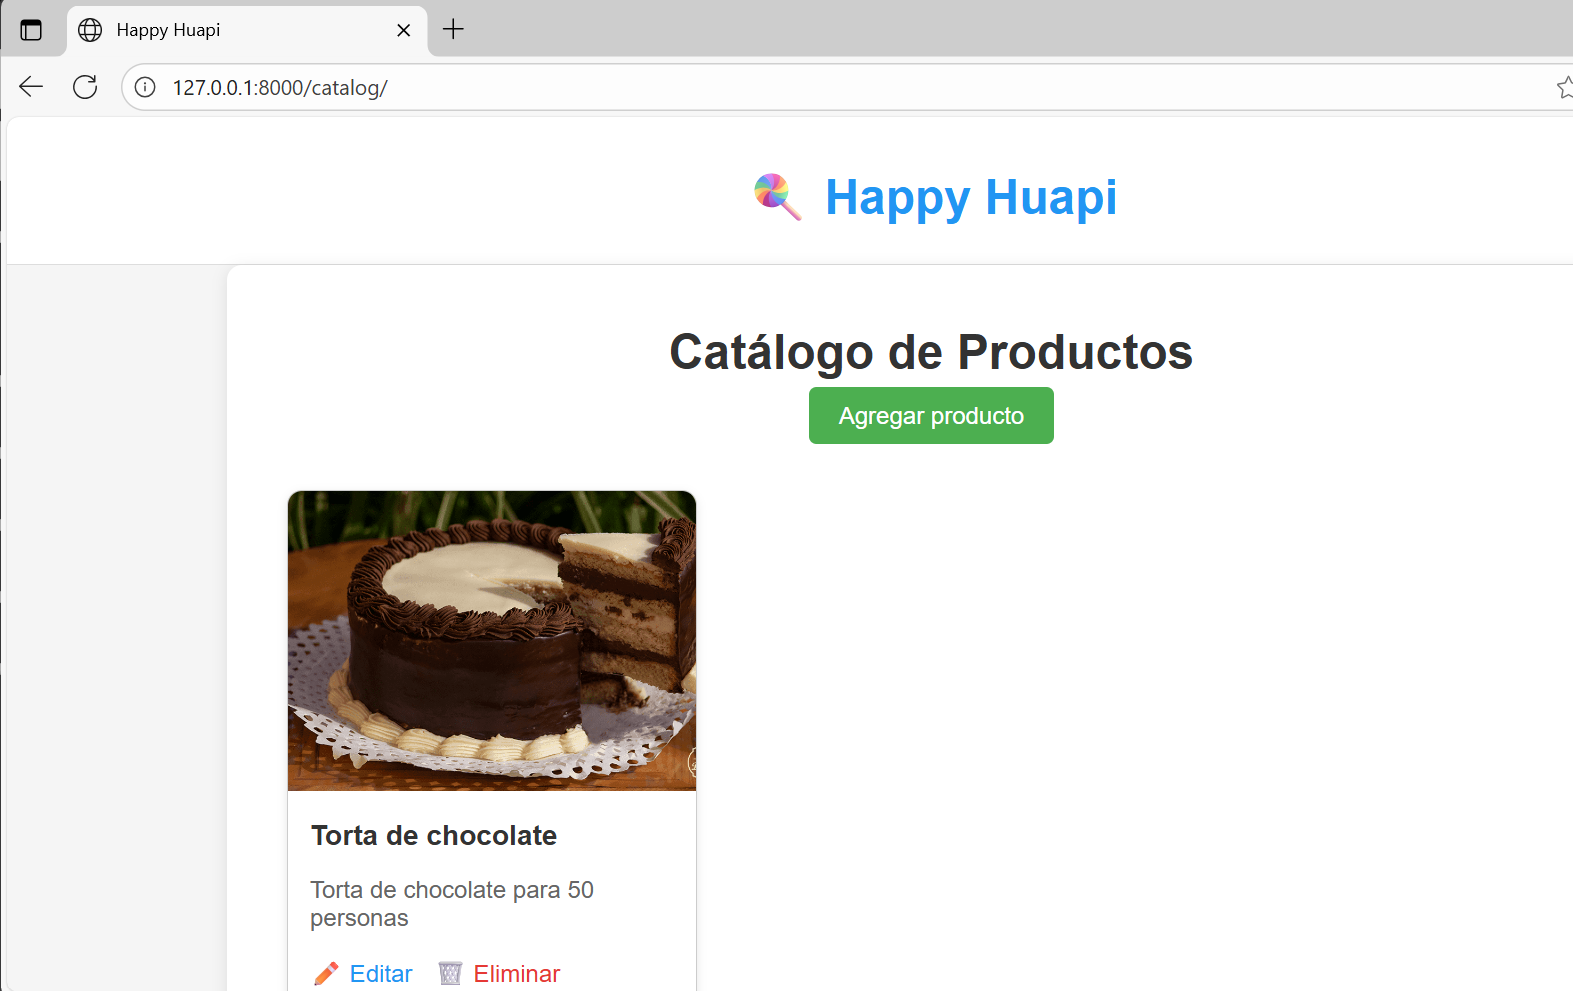 Happy Huapi
127.0.0.1:8000/catalog/
Happy Huapi
Catálogo de Productos
Agregar producto
Torta de chocolate
Torta de chocolate para 50
personas
Editar Eliminar